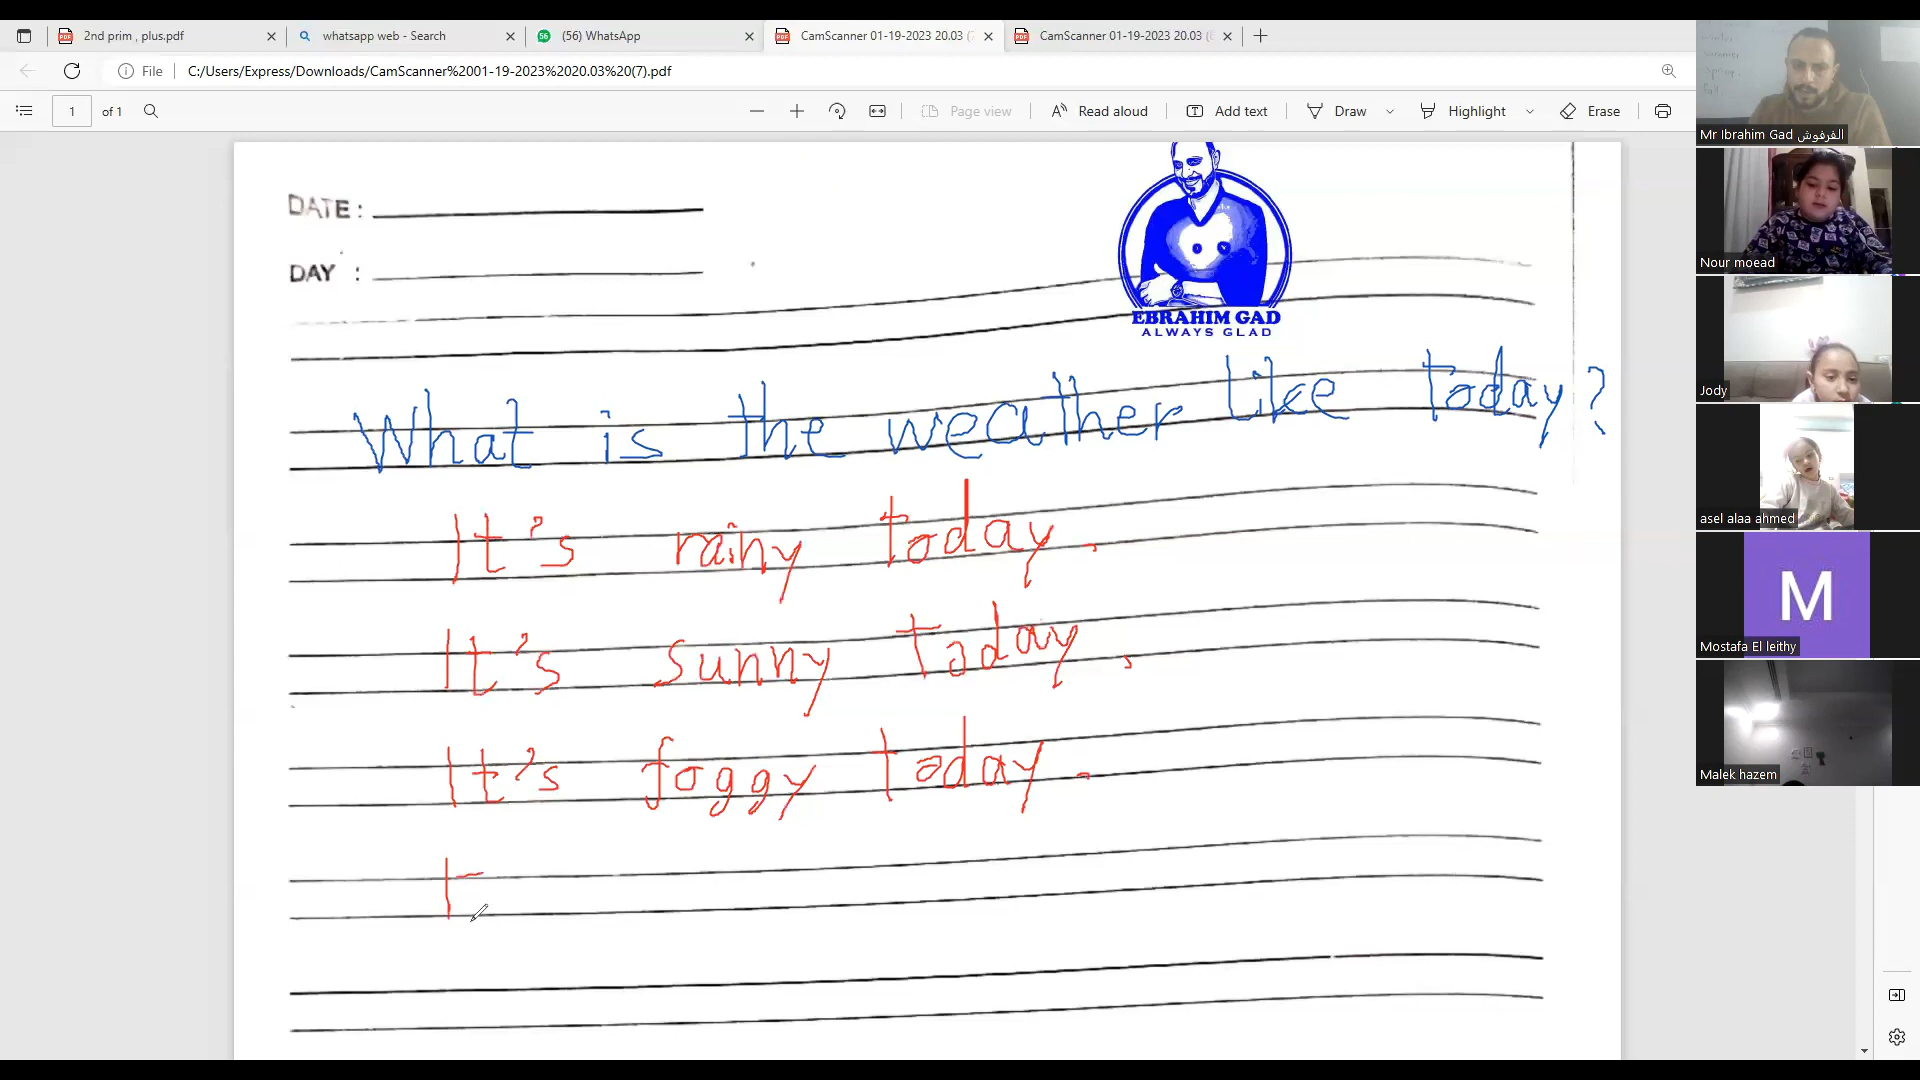 2nd prim , plus.pdf
whatsapp web - Search
(56) WhatsApp
CamScanner 01-19-2023 20.03 (7
CamScanner 01-19-2023 20.03 (
File
C:/Users/Express/Downloads/CamScanner%2001-19-2023%2020.03%20(7).pdf
1
of 1
Page view
Read aloud
Add text
Draw
Highlight
Erase
DATE :
DAY :
EBRAHIM GAD
ALWAYS GLAD
What is the weather like today?
It's rainy today.
It's sunny today.
It's foggy today.
Mr Ibrahim Gad الفرفوش
Nour moead
Jody
asel alaa ahmed
M
Mostafa El leithy
Malek hazem